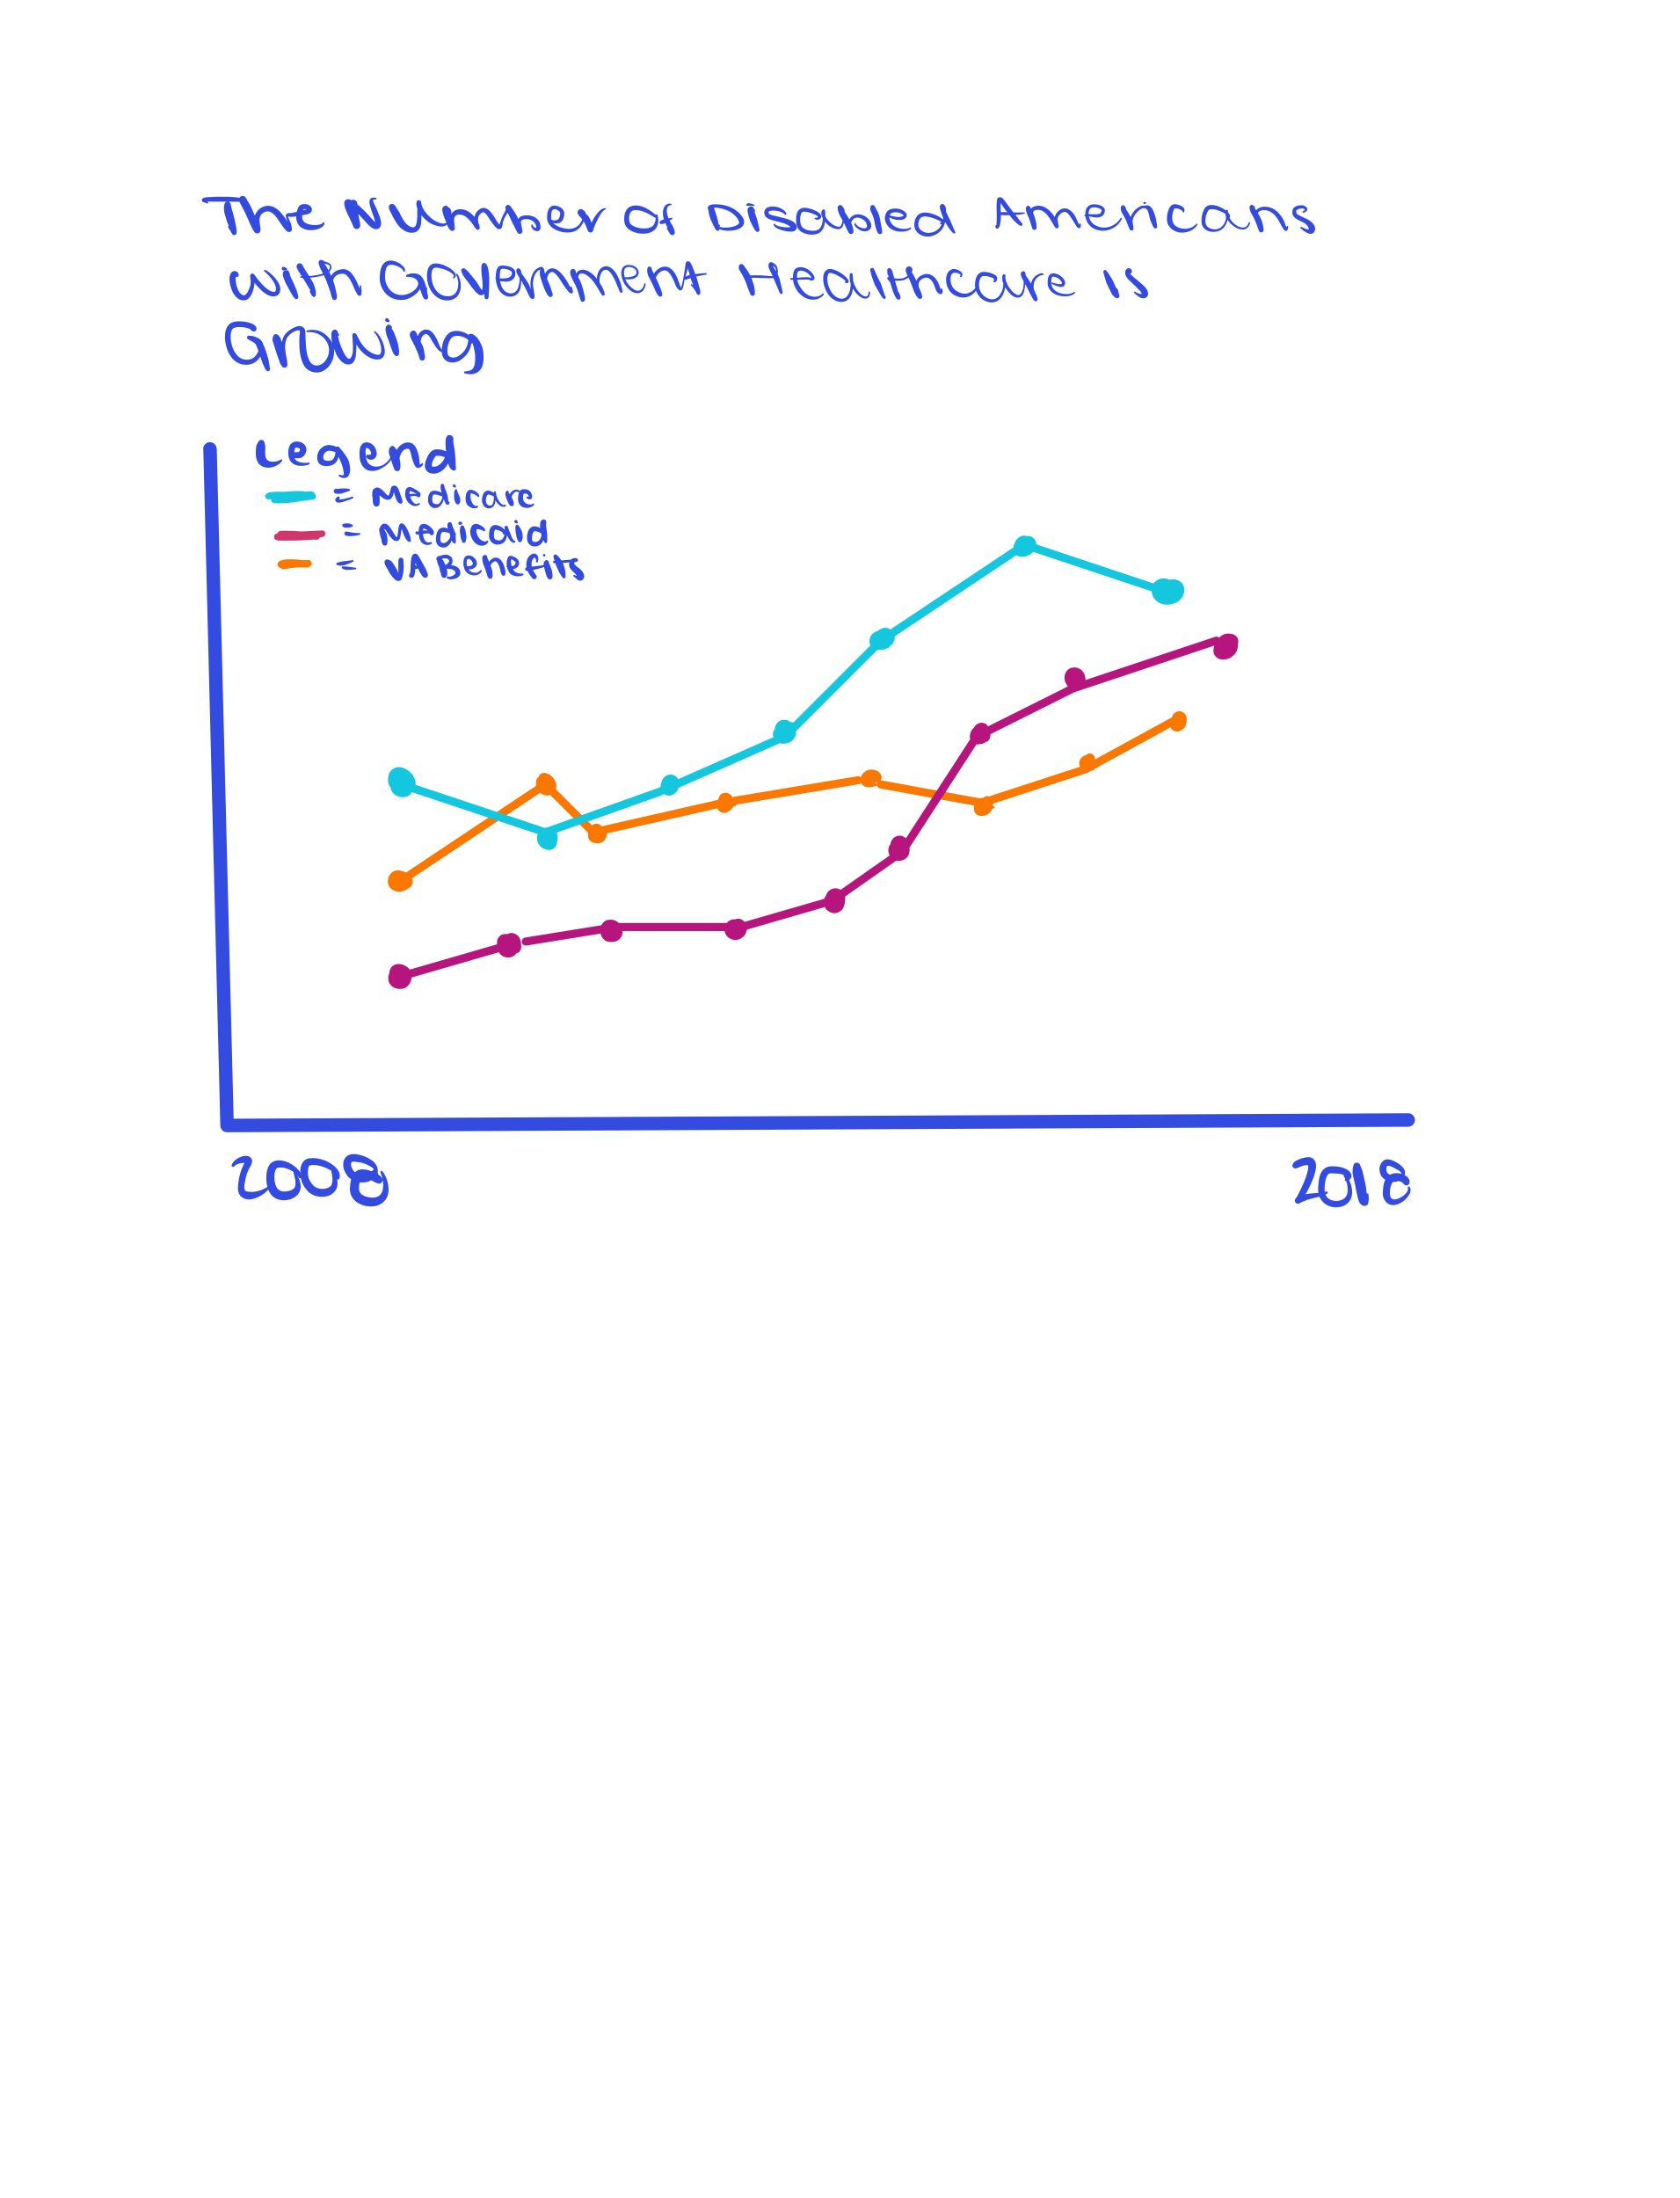 The Number of Disabled Americans
with Government Healthcare is
Growing
Legend
= Medicare
= Medicaid
= VA Benefits
2008
2018